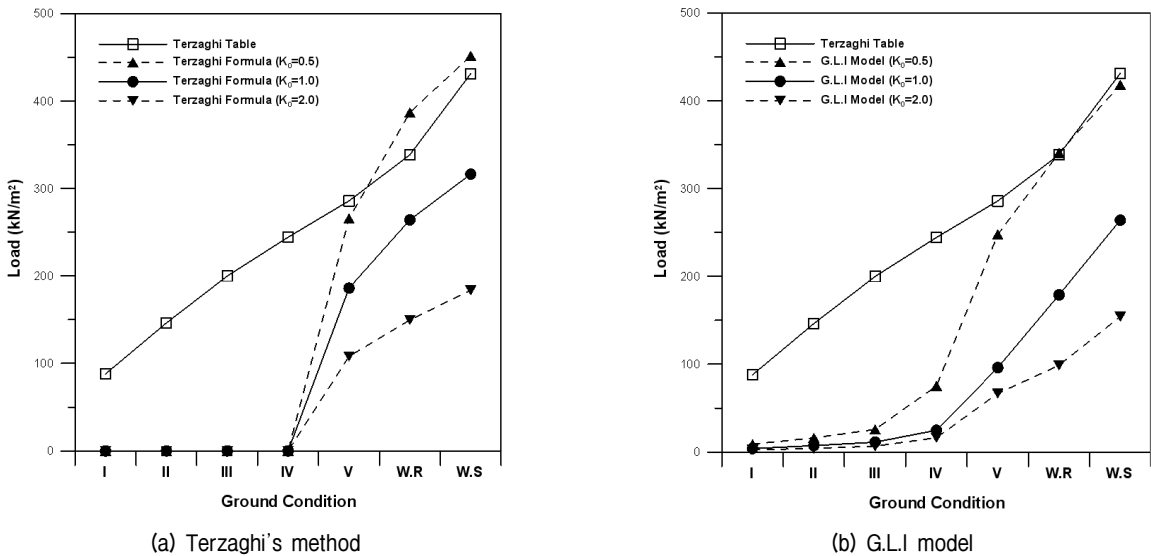 500
400
300
200
100
0
Load (kN/m²)
Terzaghi Table
Terzaghi Formula (K₀=0.5)
Terzaghi Formula (K₀=1.0)
Terzaghi Formula (K₀=2.0)
I II III IV V W.R W.S
Ground Condition
(a) Terzaghi's method
500
400
300
200
100
0
Load (kN/m²)
Terzaghi Table
G.L.I Model (K₀=0.5)
G.L.I Model (K₀=1.0)
G.L.I Model (K₀=2.0)
I II III IV V W.R W.S
Ground Condition
(b) G.L.I model